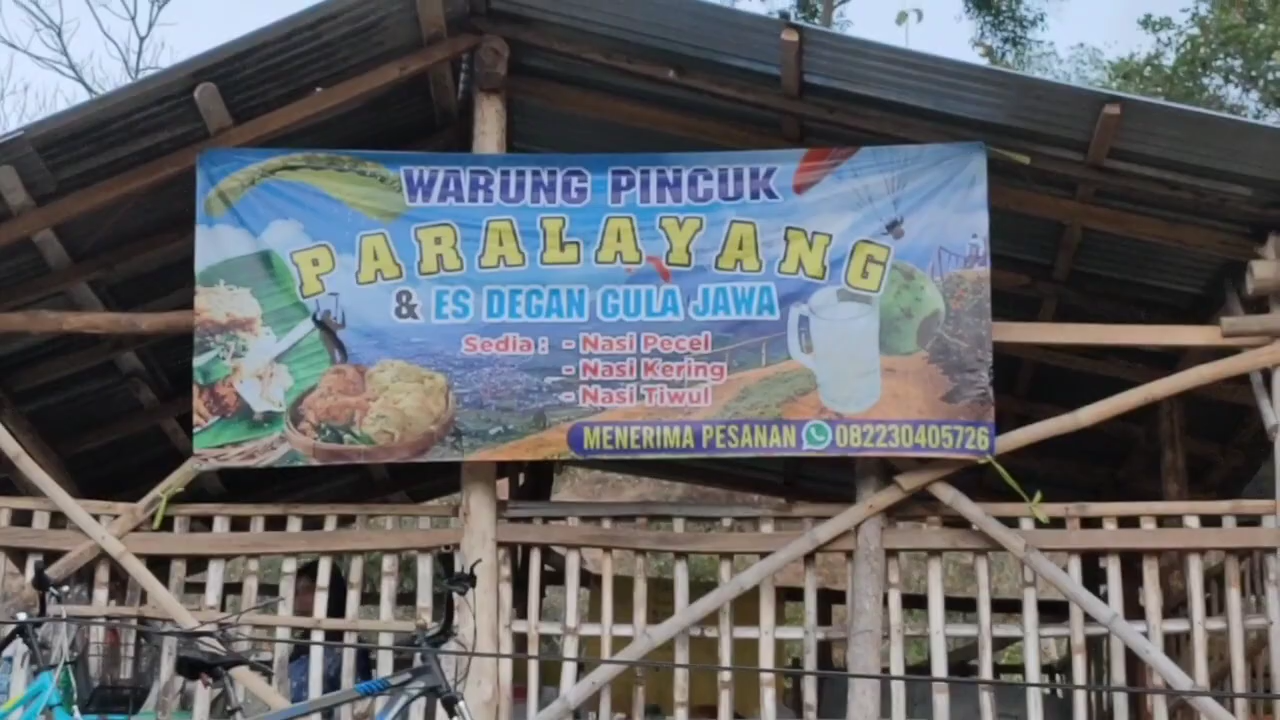 WARUNG PINCUK
PARALAYANG
& ES DEGAN GULA JAWA
Sedia : - Nasi Pecel
- Nasi Kering
- Nasi Tiwul
MENERIMA PESANAN 082230405726